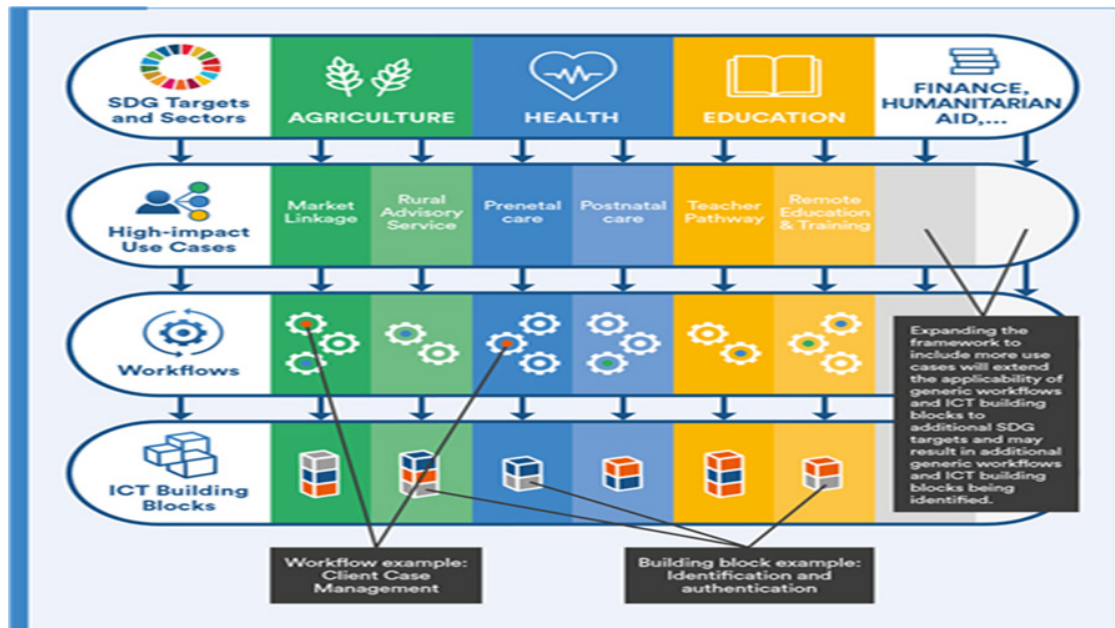 SDG Targets
and Sectors
AGRICULTURE
HEALTH
EDUCATION
FINANCE,
HUMANITARIAN
AID,...
High-impact
Use Cases
Market
Linkage
Rural
Advisory
Service
Prenetal
care
Postnatal
care
Teacher
Pathway
Remote
Education
& Training
Workflows
Expanding the
framework to
include more use
cases will extend
the applicability of
generic workflows
and ICT building
blocks to
additional SDG
targets and may
result in additional
generic workflows
and ICT building
blocks being
identified.
ICT Building
Blocks
Workflow example:
Client Case
Management
Building block example:
Identification and
authentication